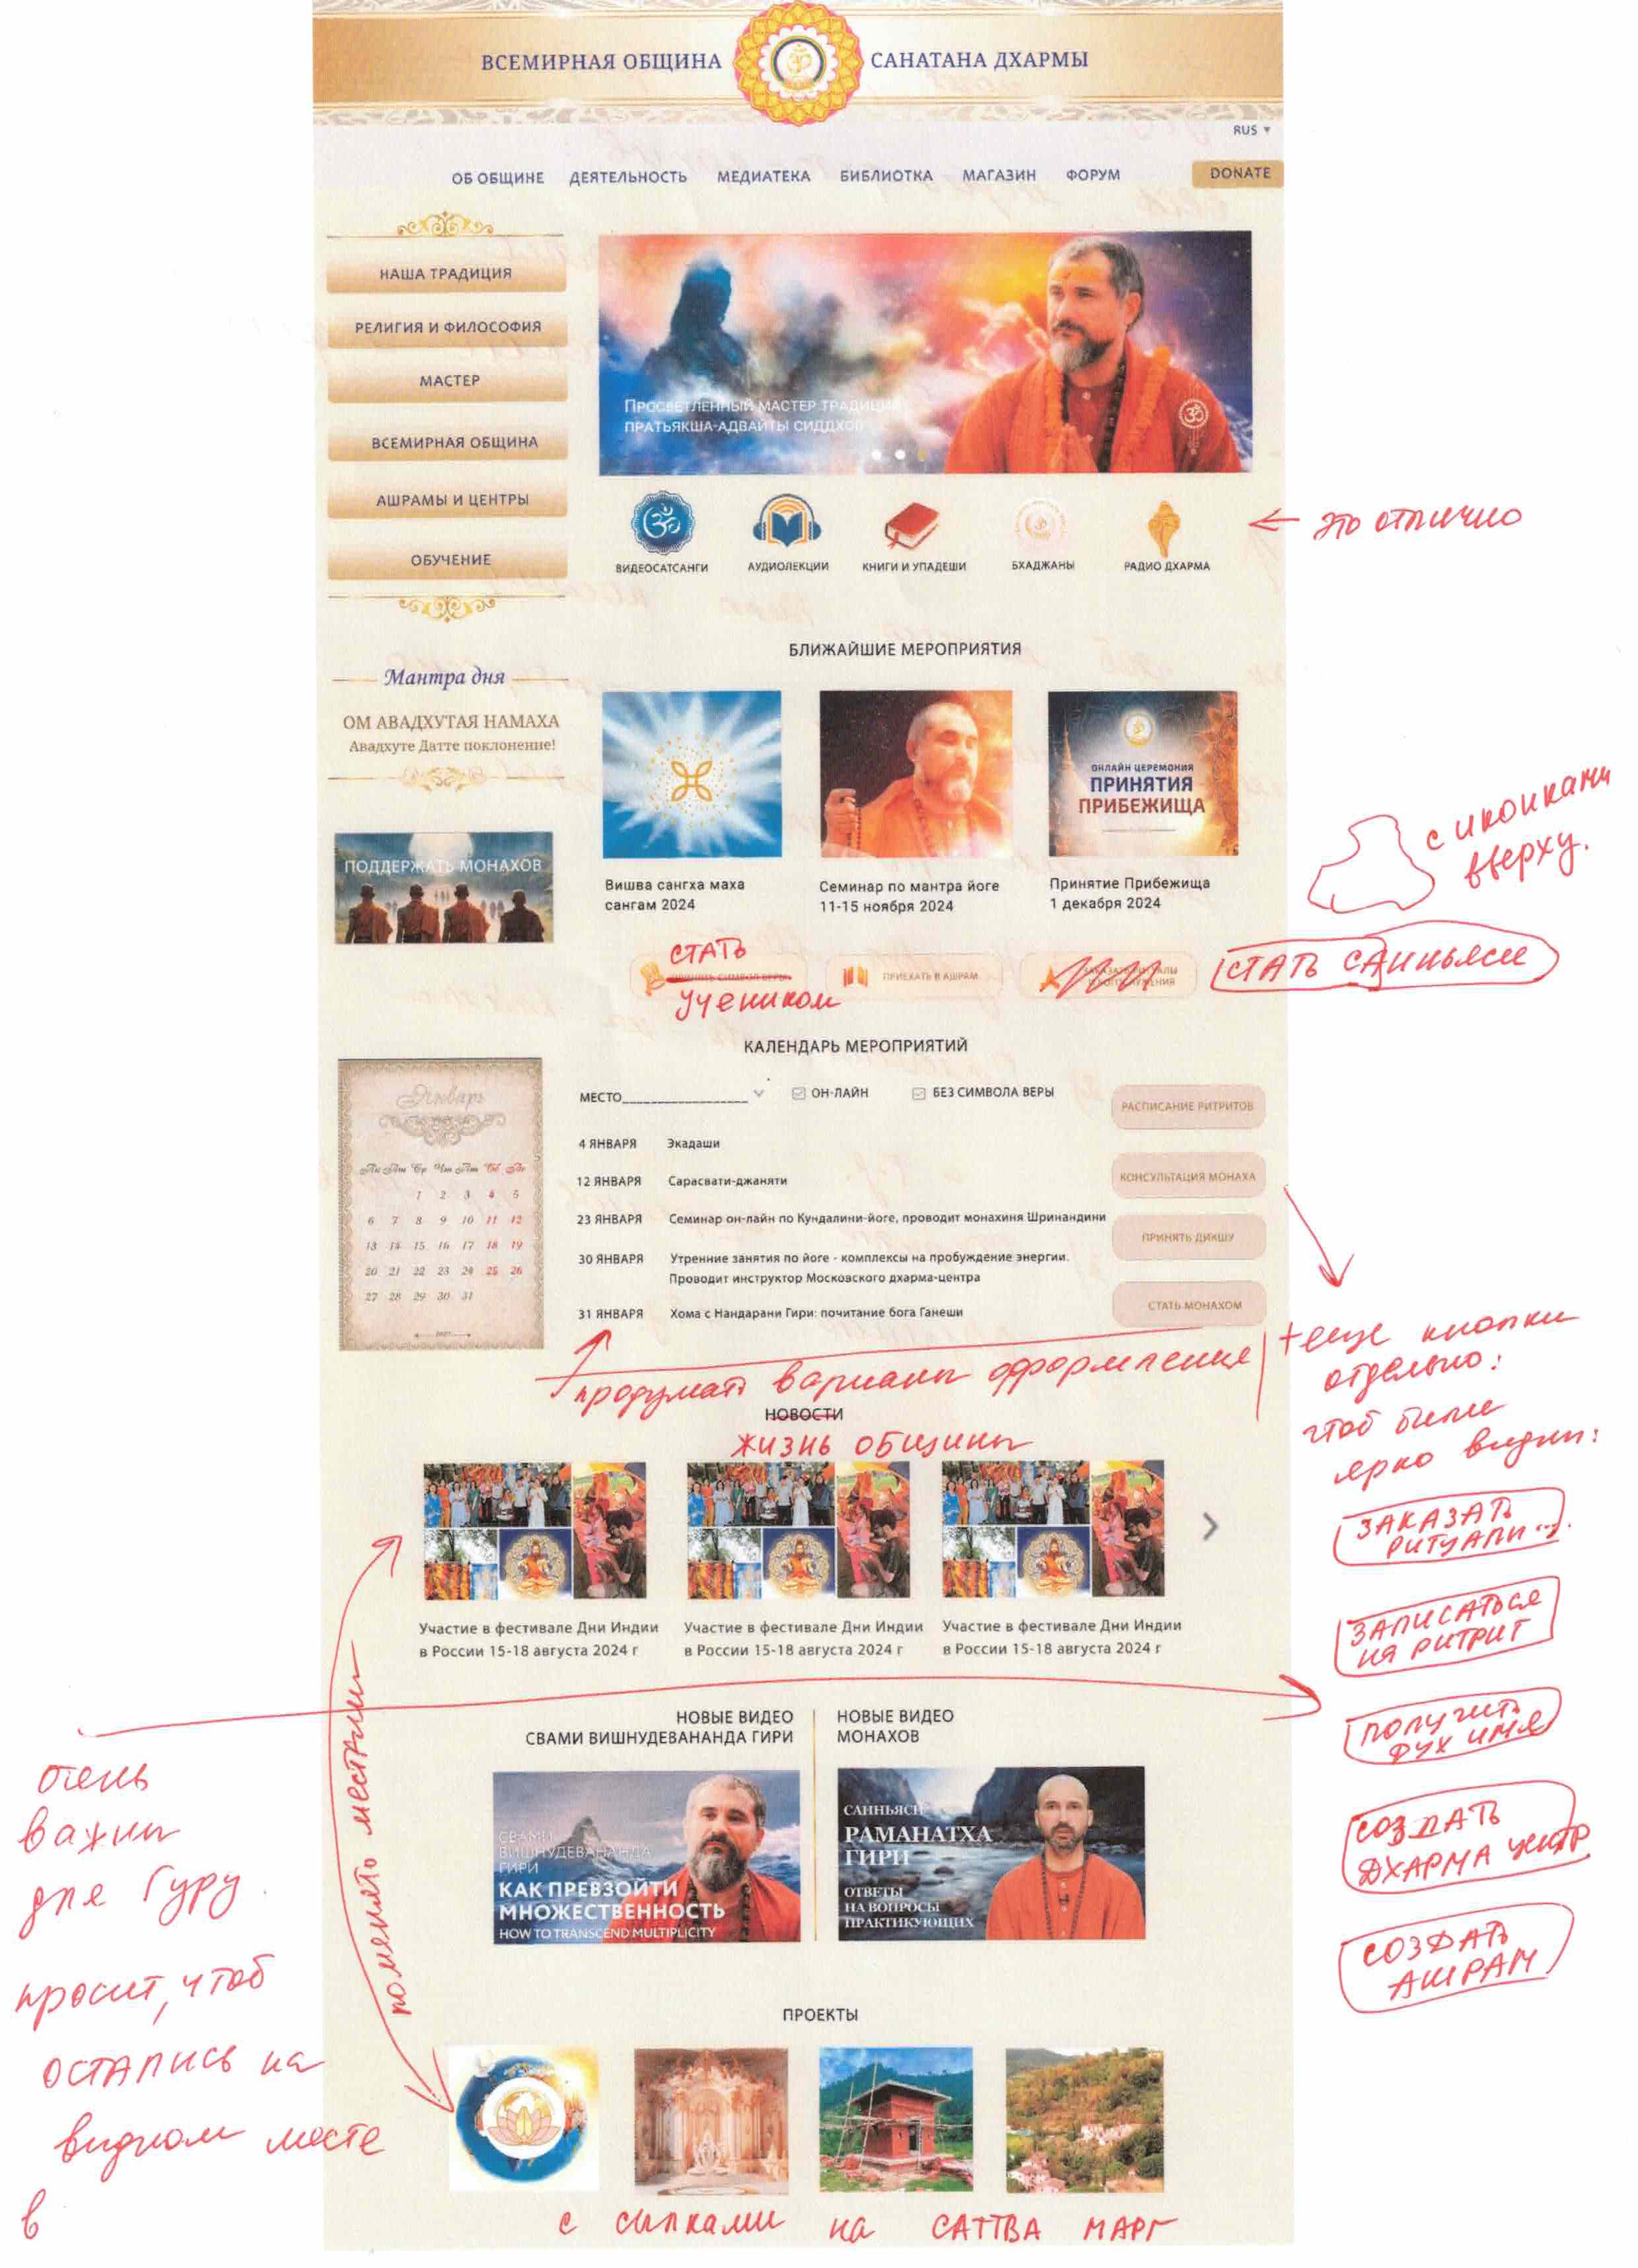 ВСЕМИРНАЯ ОБЩИНА САНАТАНА ДХАРМЫ
RUS
ОБ ОБЩИНЕ ДЕЯТЕЛЬНОСТЬ МЕДИАТЕКА БИБЛИОТКА МАГАЗИН ФОРУМ DONATE
НАША ТРАДИЦИЯ
РЕЛИГИЯ И ФИЛОСОФИЯ
МАСТЕР
ВСЕМИРНАЯ ОБЩИНА
АШРАМЫ И ЦЕНТРЫ
ОБУЧЕНИЕ
ПРОСВЕТЛЕННЫЙ МАСТЕР ТРАДИЦИИ
ПРАТЬЯКША-АДВАЙТЫ СИДДХОВ
ВИДЕОСАТСАНГИ АУДИОЛЕКЦИИ КНИГИ И УПАДЕШИ БХАДЖАНЫ РАДИО ДХАРМА
это отлично
Мантра дня
ОМ АВАДХУТАЯ НАМАХА
Авадхуте Датте поклонение!
ПОДДЕРЖАТЬ МОНАХОВ
БЛИЖАЙШИЕ МЕРОПРИЯТИЯ
ОНЛАЙН ЦЕРЕМОНИЯ
ПРИНЯТИЯ
ПРИБЕЖИЩА
Вишва сангха маха
сангам 2024
Семинар по мантра йоге
11-15 ноября 2024
Принятие Прибежища
1 декабря 2024
с иконками
вверху.
СТАТЬ
ПРИНЯТЬ СИМВОЛ ВЕРЫ
учеником
ПРИЕХАТЬ В АШРАМ
ЗАКАЗАТЬ РИТУАЛЫ
СТАТЬ САННЬЯСИ
КАЛЕНДАРЬ МЕРОПРИЯТИЙ
МЕСТО ОН-ЛАЙН БЕЗ СИМВОЛА ВЕРЫ
4 ЯНВАРЯ Экадаши
12 ЯНВАРЯ Сарасвати-джаняти
23 ЯНВАРЯ Семинар он-лайн по Кундалини-йоге, проводит монахиня Шринандини
30 ЯНВАРЯ Утренние занятия по йоге - комплексы на пробуждение энергии.
Проводит инструктор Московского дхарма-центра
31 ЯНВАРЯ Хома с Нандарани Гири: почитание бога Ганеши
РАСПИСАНИЕ РИТРИТОВ
КОНСУЛЬТАЦИЯ МОНАХА
ПРИНЯТЬ ДИКШУ
СТАТЬ МОНАХОМ
Январь
Пн Вт Ср Чт Пт Сб Вс
1 2 3 4 5
6 7 8 9 10 11 12
13 14 15 16 17 18 19
20 21 22 23 24 25 26
27 28 29 30 31
продумать варианты оформления
+ еще кнопки
отдельно:
чтоб были
ярко видны:
ЗАКАЗАТЬ
РИТУАЛЫ...
ЗАПИСАТЬСЯ
НА РИТРИТ
ПОЛУЧИТЬ
ДУХ ИМЯ
СОЗДАТЬ
ДХАРМА ЦЕНТР
СОЗДАТЬ
АШРАМ
НОВОСТИ
ЖИЗНЬ ОБЩИНЫ
Участие в фестивале Дни Индии
в России 15-18 августа 2024 г
Участие в фестивале Дни Индии
в России 15-18 августа 2024 г
Участие в фестивале Дни Индии
в России 15-18 августа 2024 г
поменять местами
очень
важны
для Гуру.
просит, чтоб
остались на
видном месте
в
НОВЫЕ ВИДЕО
СВАМИ ВИШНУДЕВАНАНДА ГИРИ
НОВЫЕ ВИДЕО
МОНАХОВ
СВАМИ
ВИШНУДЕВАНАНДА
ГИРИ
КАК ПРЕВЗОЙТИ
МНОЖЕСТВЕННОСТЬ
HOW TO TRANSCEND MULTIPLICITY
САННЬЯСИ
РАМАНАТХА
ГИРИ
ОТВЕТЫ
НА ВОПРОСЫ
ПРАКТИКУЮЩИХ
ПРОЕКТЫ
с сылками на САТТВА МАРГ